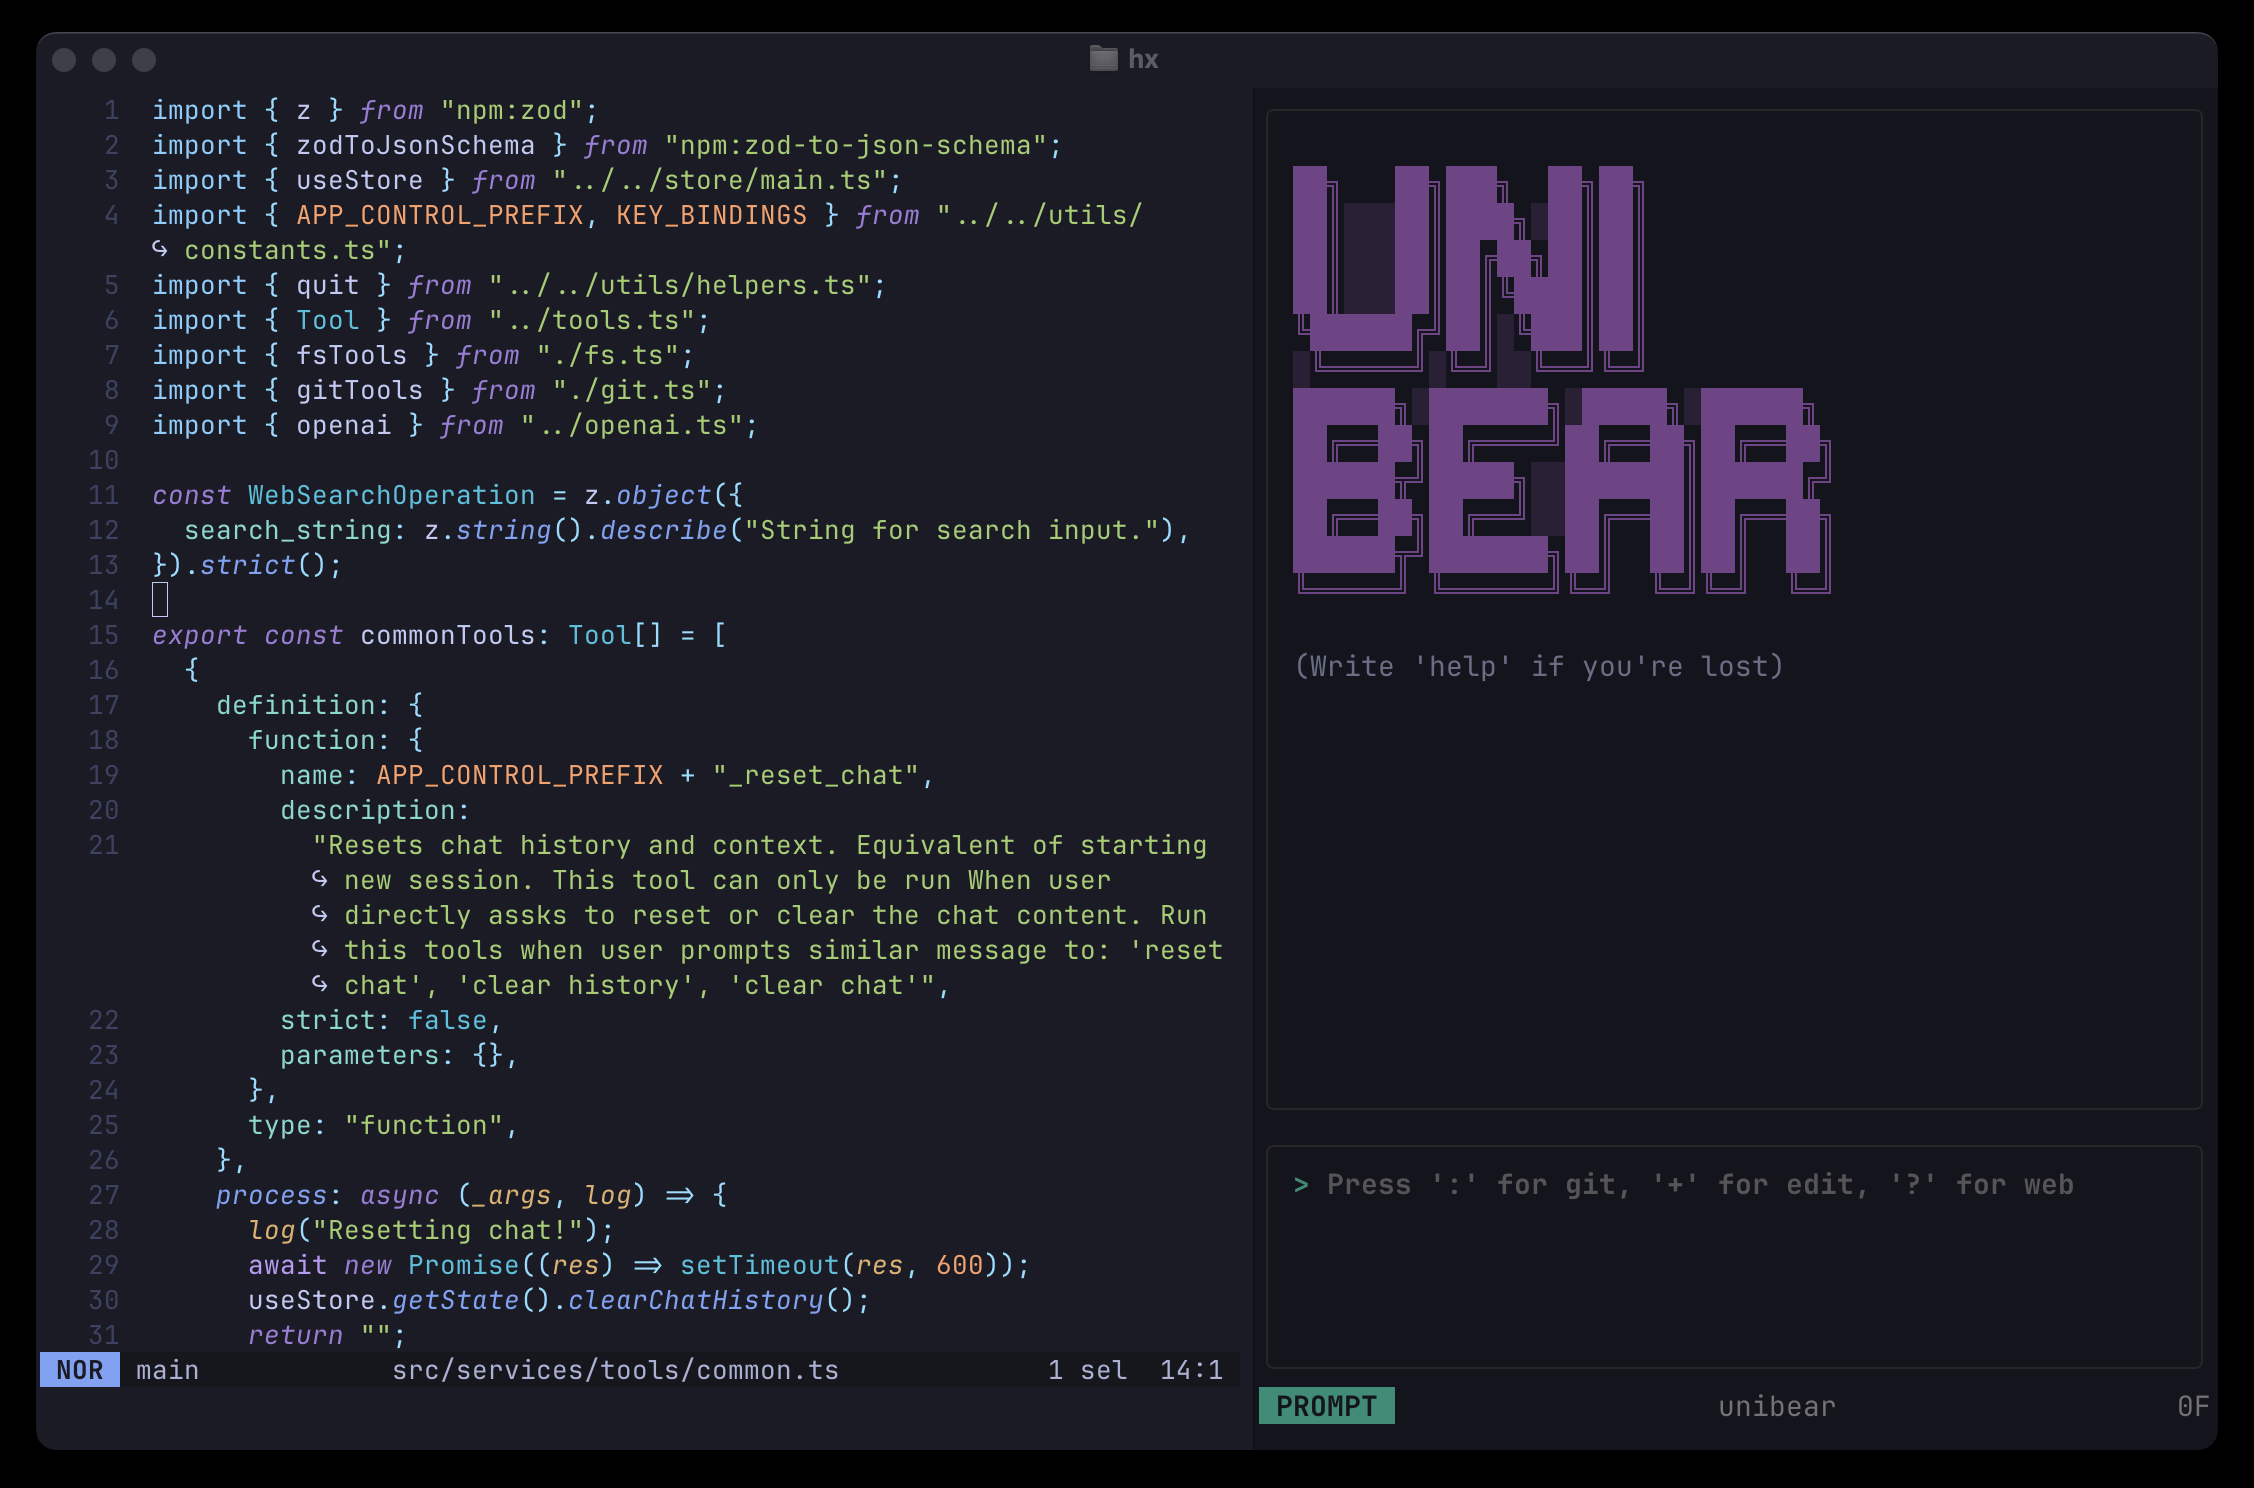 hx
1 import { z } from "npm:zod";
2 import { zodToJsonSchema } from "npm:zod-to-json-schema";
3 import { useStore } from "../../store/main.ts";
4 import { APP_CONTROL_PREFIX, KEY_BINDINGS } from "../../utils/
↪ constants.ts";
5 import { quit } from "../../utils/helpers.ts";
6 import { Tool } from "../tools.ts";
7 import { fsTools } from "./fs.ts";
8 import { gitTools } from "./git.ts";
9 import { openai } from "../openai.ts";
10
11 const WebSearchOperation = z.object({
12   search_string: z.string().describe("String for search input."),
13 }).strict();
14
15 export const commonTools: Tool[] = [
16   {
17     definition: {
18       function: {
19         name: APP_CONTROL_PREFIX + "_reset_chat",
20         description:
21           "Resets chat history and context. Equivalent of starting
↪ new session. This tool can only be run When user
↪ directly assks to reset or clear the chat content. Run
↪ this tools when user prompts similar message to: 'reset
↪ chat', 'clear history', 'clear chat'",
22         strict: false,
23         parameters: {},
24       },
25       type: "function",
26     },
27     process: async (_args, log) => {
28       log("Resetting chat!");
29       await new Promise((res) => setTimeout(res, 600));
30       useStore.getState().clearChatHistory();
31       return "";
NOR main src/services/tools/common.ts 1 sel 14:1
UNI
BEAR
(Write 'help' if you're lost)
> Press ':' for git, '+' for edit, '?' for web
PROMPT unibear 0F